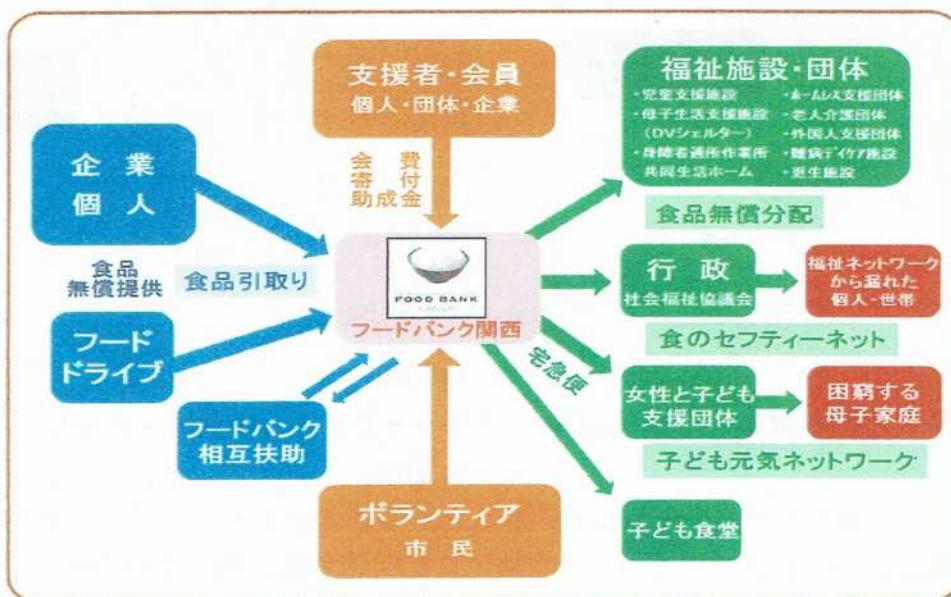 支援者・会員
個人・団体・企業
福祉施設・団体
・児童支援施設
・母子生活支援施設
(DVシェルター)
・身障者通所作業所
共同生活ホーム
・ホームレス支援団体
・老人介護団体
・外国人支援団体
・難病デイケア施設
・更生施設
企業
個人
会費
寄付
助成金
食品無償分配
食品
無償提供
食品引取り
FOOD BANK
フードバンク関西
行政
社会福祉協議会
福祉ネットワーク
から漏れた
個人・世帯
食のセフティーネット
フード
ドライブ
宅急便
女性と子ども
支援団体
困窮する
母子家庭
子ども元気ネットワーク
フードバンク
相互扶助
ボランティア
市民
子ども食堂